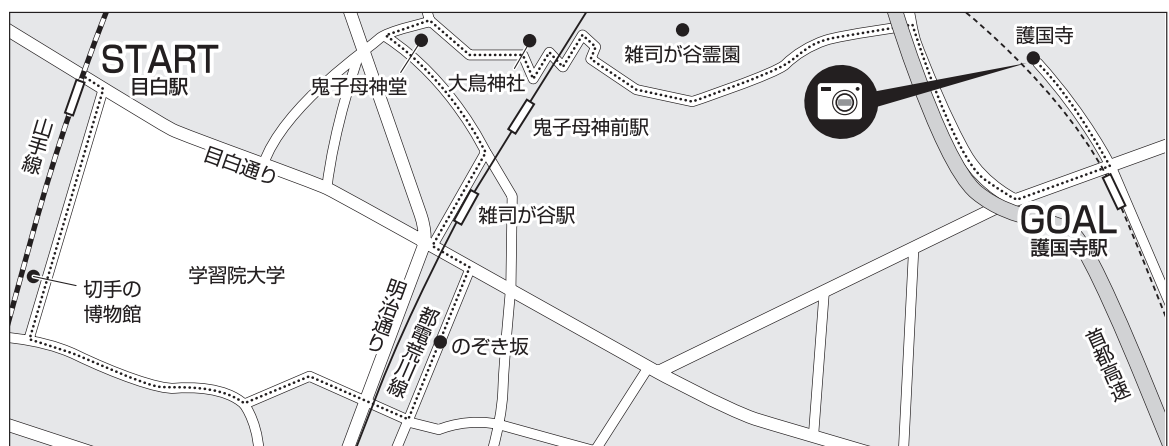 START
目白駅
山手線
目白通り
切手の
博物館
学習院大学
鬼子母神堂
大鳥神社
雑司が谷霊園
鬼子母神前駅
雑司が谷駅
明治通り
都電荒川線
のぞき坂
護国寺
GOAL
護国寺駅
首都高速